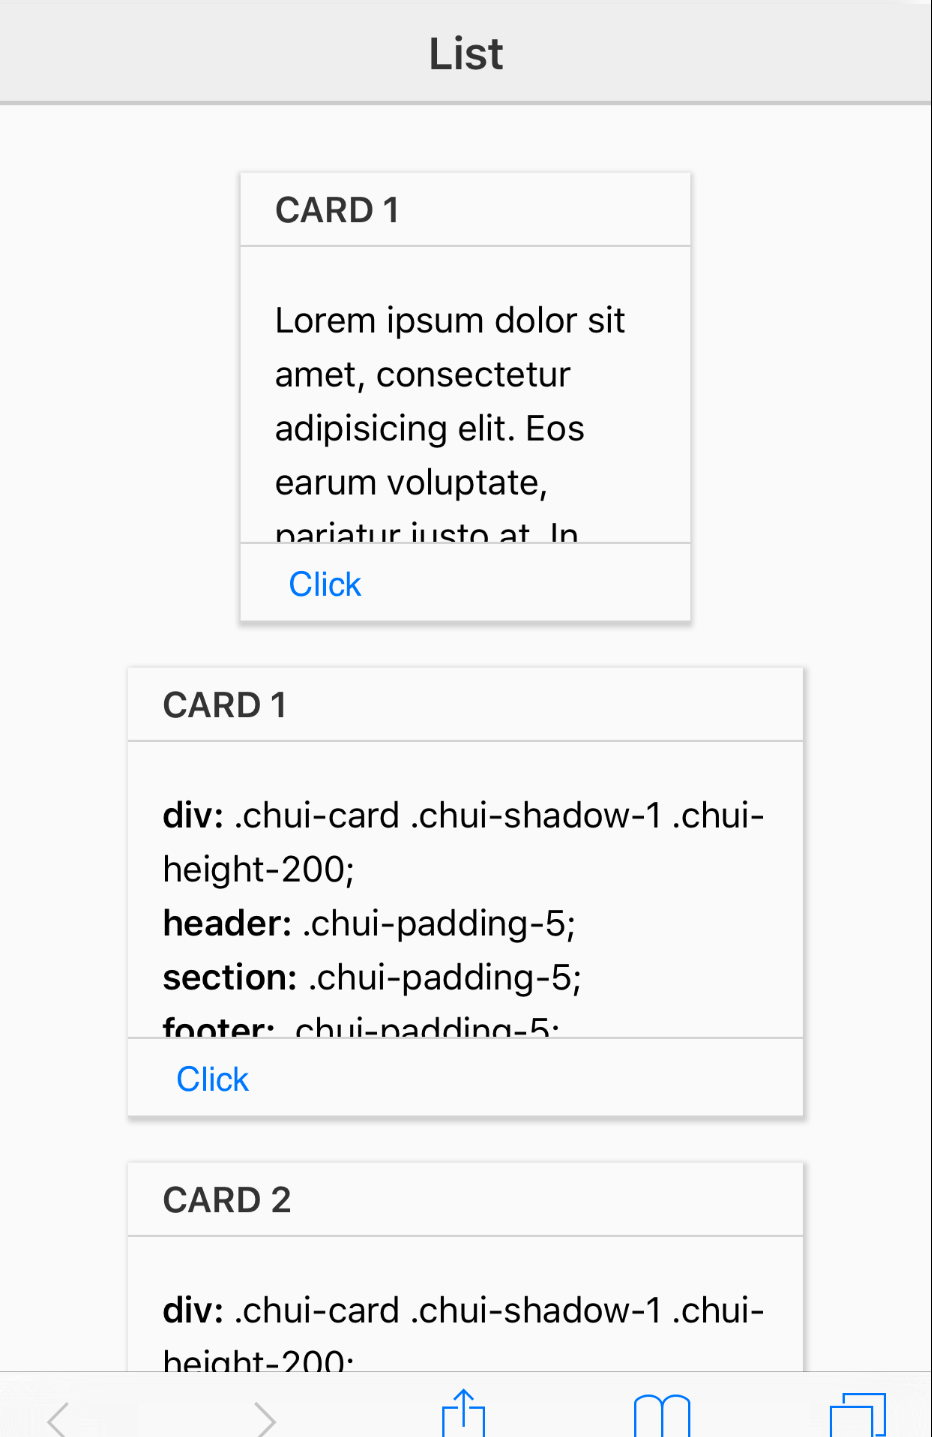 List
CARD 1
Lorem ipsum dolor sit
amet, consectetur
adipisicing elit. Eos
earum voluptate,
pariatur iusto at. In
Click
CARD 1
div: .chui-card .chui-shadow-1 .chui-
height-200;
header: .chui-padding-5;
section: .chui-padding-5;
footer: .chui-padding-5;
Click
CARD 2
div: .chui-card .chui-shadow-1 .chui-
height-200;